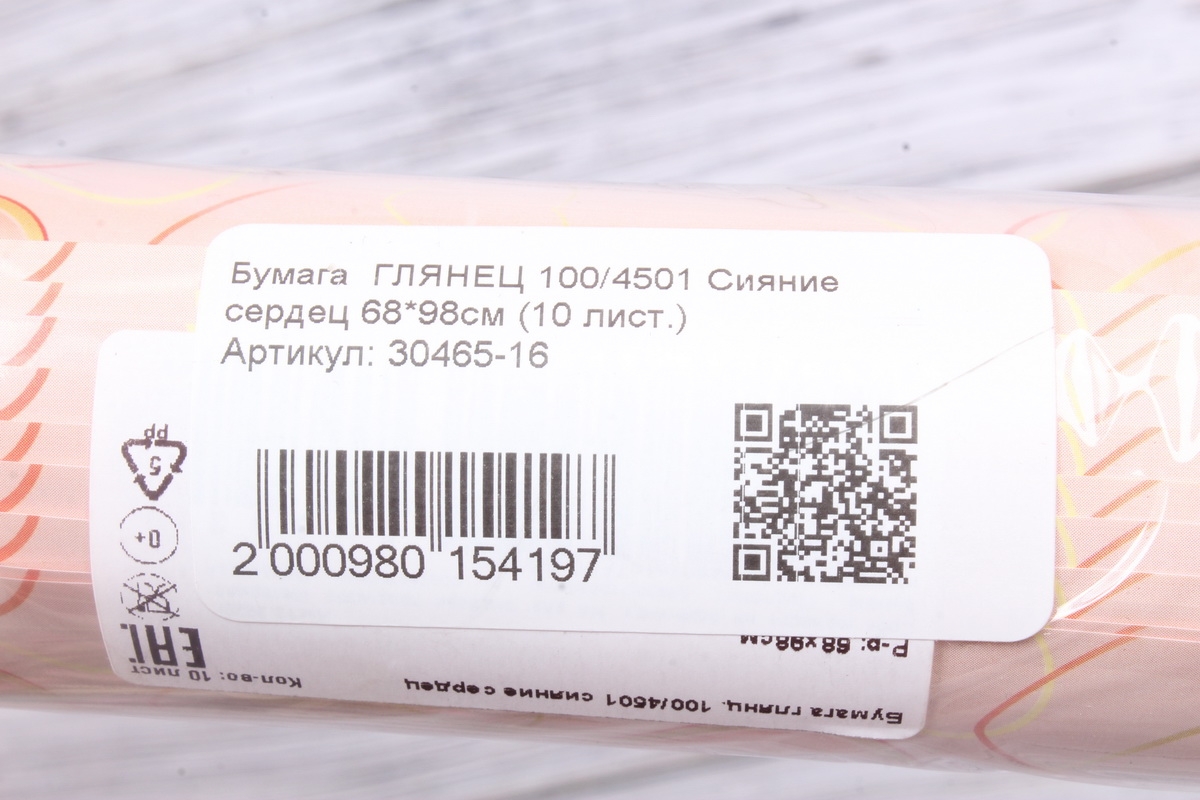 Бумага ГЛЯНЕЦ 100/4501 Сияние
сердец 68*98см (10 лист.)
Артикул: 30465-16
2 000980 154197
Бумага глянц. 100/4501 сияние сердец
Р-р: 68х98см
Кол-во: 10 лист
EAC
0+
5
PP